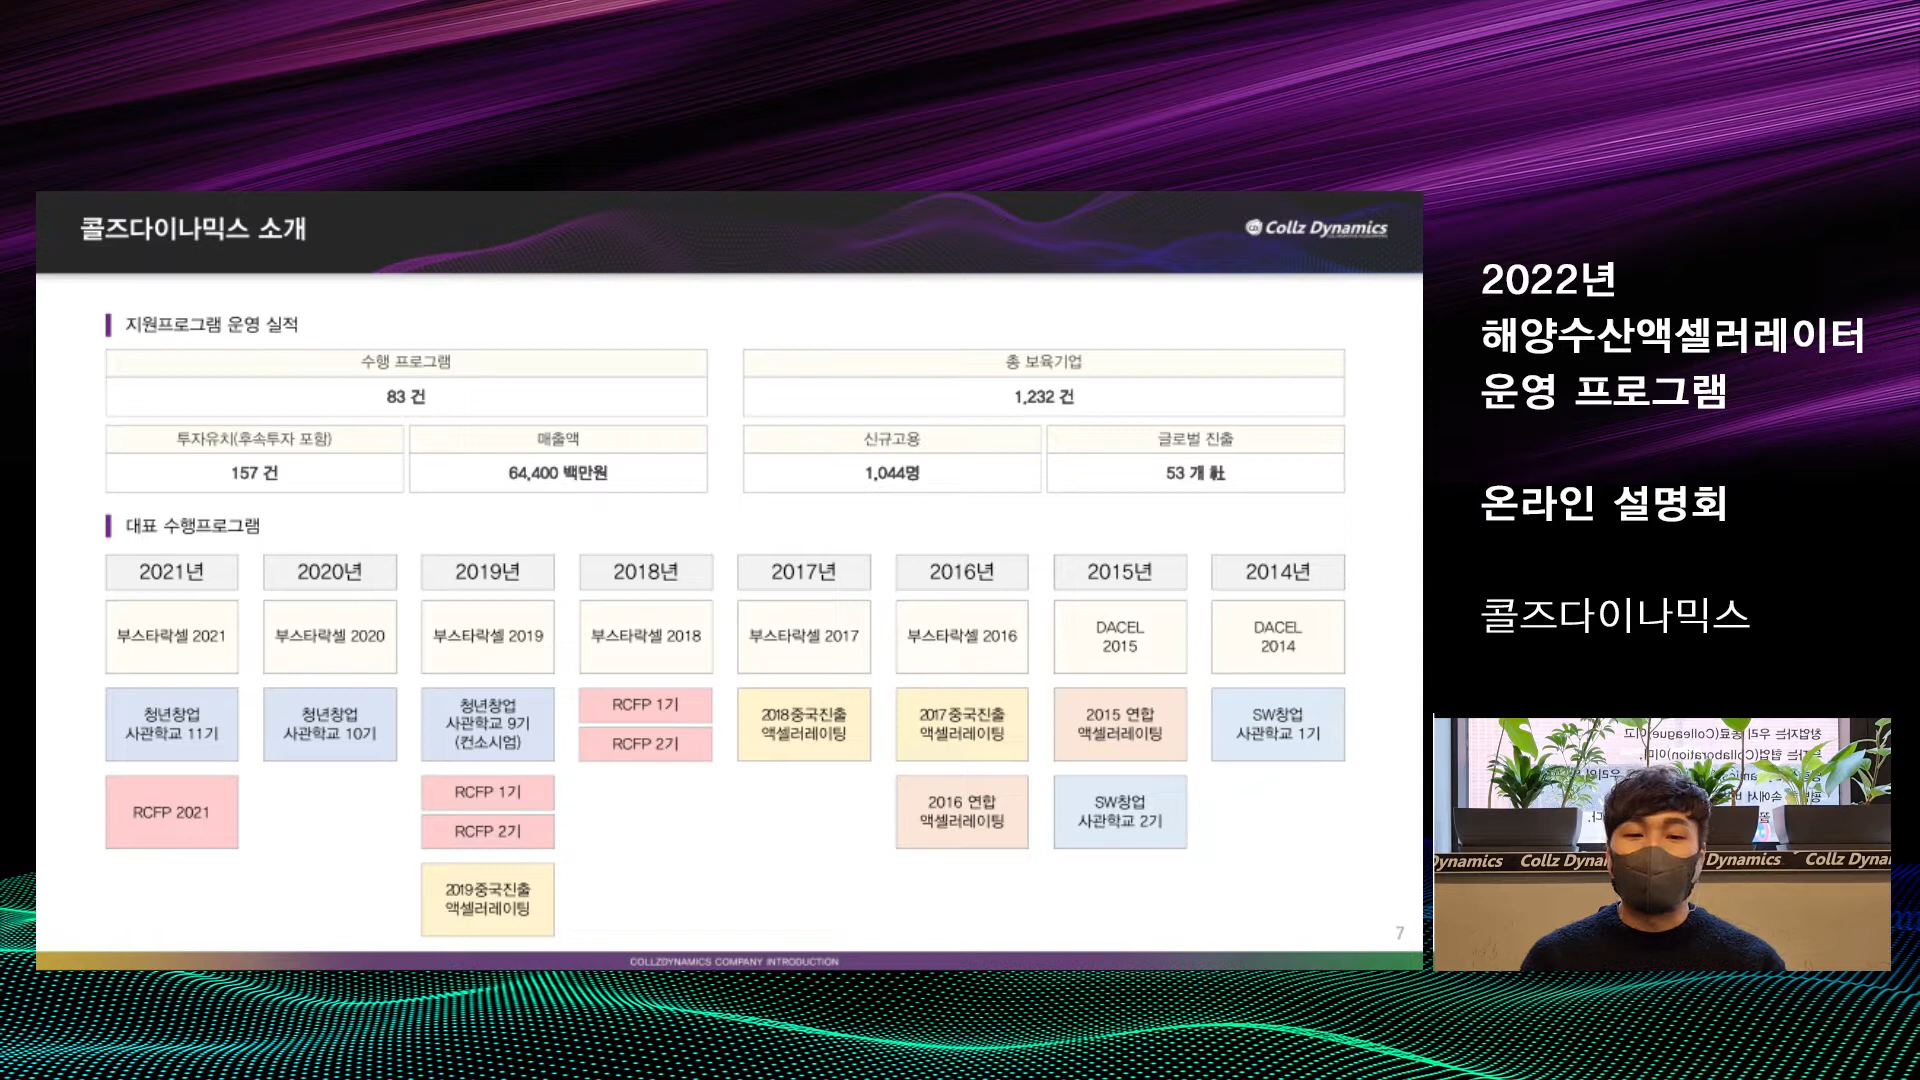 콜즈다이나믹스 소개
Collz Dynamics
지원프로그램 운영 실적
수행 프로그램
83 건
총 보육기업
1,232 건
투자유치(후속투자 포함)
157 건
매출액
64,400 백만원
신규고용
1,044명
글로벌 진출
53 개 社
대표 수행프로그램
2021년
2020년
2019년
2018년
2017년
2016년
2015년
2014년
부스타락셀 2021
부스타락셀 2020
부스타락셀 2019
부스타락셀 2018
부스타락셀 2017
부스타락셀 2016
DACEL
2015
DACEL
2014
청년창업
사관학교 11기
청년창업
사관학교 10기
청년창업
사관학교 9기
(컨소시엄)
RCFP 1기
RCFP 2기
2018중국진출
액셀러레이팅
2017중국진출
액셀러레이팅
2015 연합
액셀러레이팅
SW창업
사관학교 1기
RCFP 2021
RCFP 1기
RCFP 2기
2016 연합
액셀러레이팅
SW창업
사관학교 2기
2019중국진출
액셀러레이팅
7
COLLZDYNAMICS COMPANY INTRODUCTION
2022년
해양수산액셀러레이터
운영 프로그램
온라인 설명회
콜즈다이나믹스
창업자는 우리 동료(Colleague)이고
협업(Collaboration)이며,
Dynamics Collz Dynamics Collz Dyna